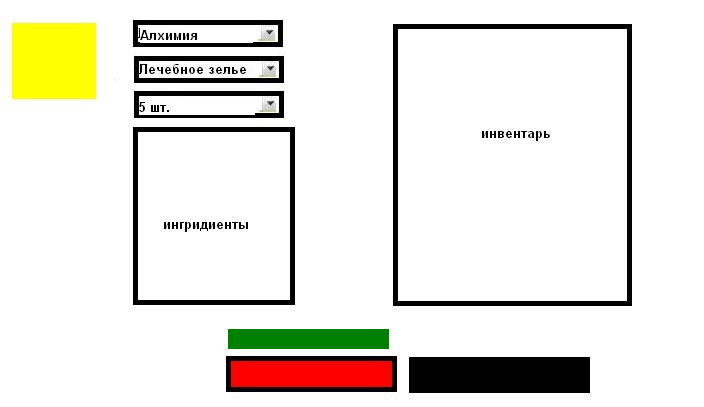 Алхимия
Лечебное зелье
5 шт.
ингридиенты
инвентарь